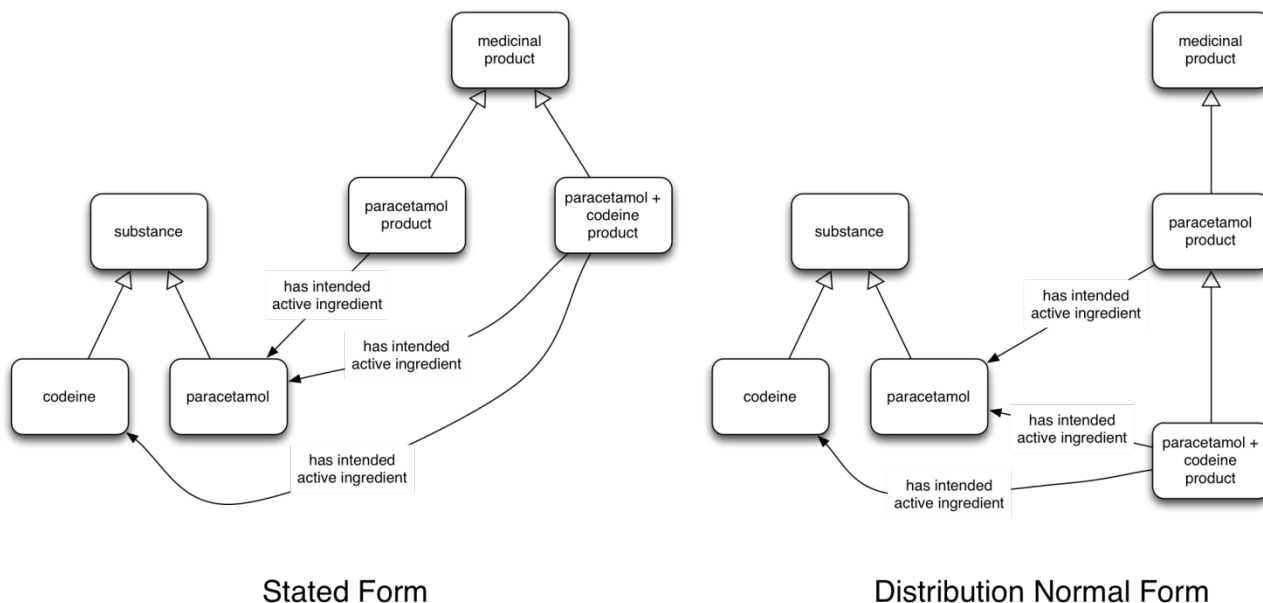 medicinal
product
paracetamol
product
paracetamol +
codeine
product
substance
has intended
active ingredient
has intended
active ingredient
codeine
paracetamol
has intended
active ingredient
Stated Form
medicinal
product
paracetamol
product
substance
has intended
active ingredient
codeine
paracetamol
has intended
active ingredient
paracetamol +
codeine
product
has intended
active ingredient
Distribution Normal Form